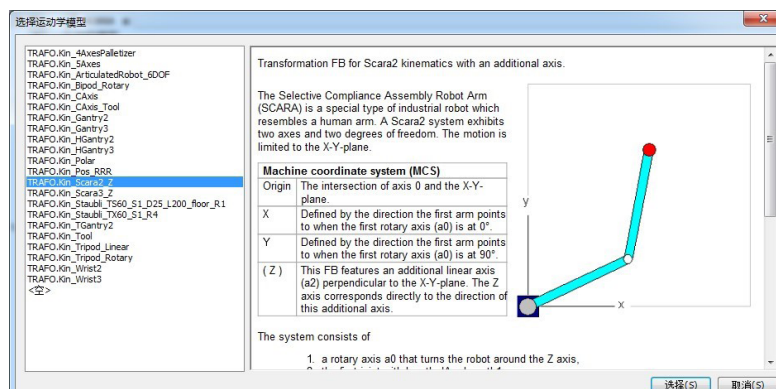 选择运动学模型
TRAFO.Kin_4AxesPalletizer
TRAFO.Kin_5Axes
TRAFO.Kin_ArticulatedRobot_6DOF
TRAFO.Kin_Bipod_Rotary
TRAFO.Kin_CAxis
TRAFO.Kin_CAxis_Tool
TRAFO.Kin_Gantry2
TRAFO.Kin_Gantry3
TRAFO.Kin_HGantry2
TRAFO.Kin_HGantry3
TRAFO.Kin_Polar
TRAFO.Kin_Pos_RRR
TRAFO.Kin_Scara2_Z
TRAFO.Kin_Scara3_Z
TRAFO.Kin_Staubli_TS60_S1_D25_L200_floor_R1
TRAFO.Kin_Staubli_TX60_S1_R4
TRAFO.Kin_TGantry2
TRAFO.Kin_Tool
TRAFO.Kin_Tripod_Linear
TRAFO.Kin_Tripod_Rotary
TRAFO.Kin_Wrist2
TRAFO.Kin_Wrist3
<空>
Transformation FB for Scara2 kinematics with an additional axis.
The Selective Compliance Assembly Robot Arm
(SCARA) is a special type of industrial robot which
resembles a human arm. A Scara2 system exhibits
two axes and two degrees of freedom. The motion is
limited to the X-Y-plane.
Machine coordinate system (MCS)
Origin The intersection of axis 0 and the X-Y-
plane.
X Defined by the direction the first arm points
to when the first rotary axis (a0) is at 0°.
Y Defined by the direction the first arm points
to when the first rotary axis (a0) is at 90°.
( Z ) This FB features an additional linear axis
(a2) perpendicular to the X-Y-plane. The Z
axis corresponds directly to the direction of
this additional axis.
y
x
The system consists of
1. a rotary axis a0 that turns the robot around the Z axis,
选择(S) 取消(S)